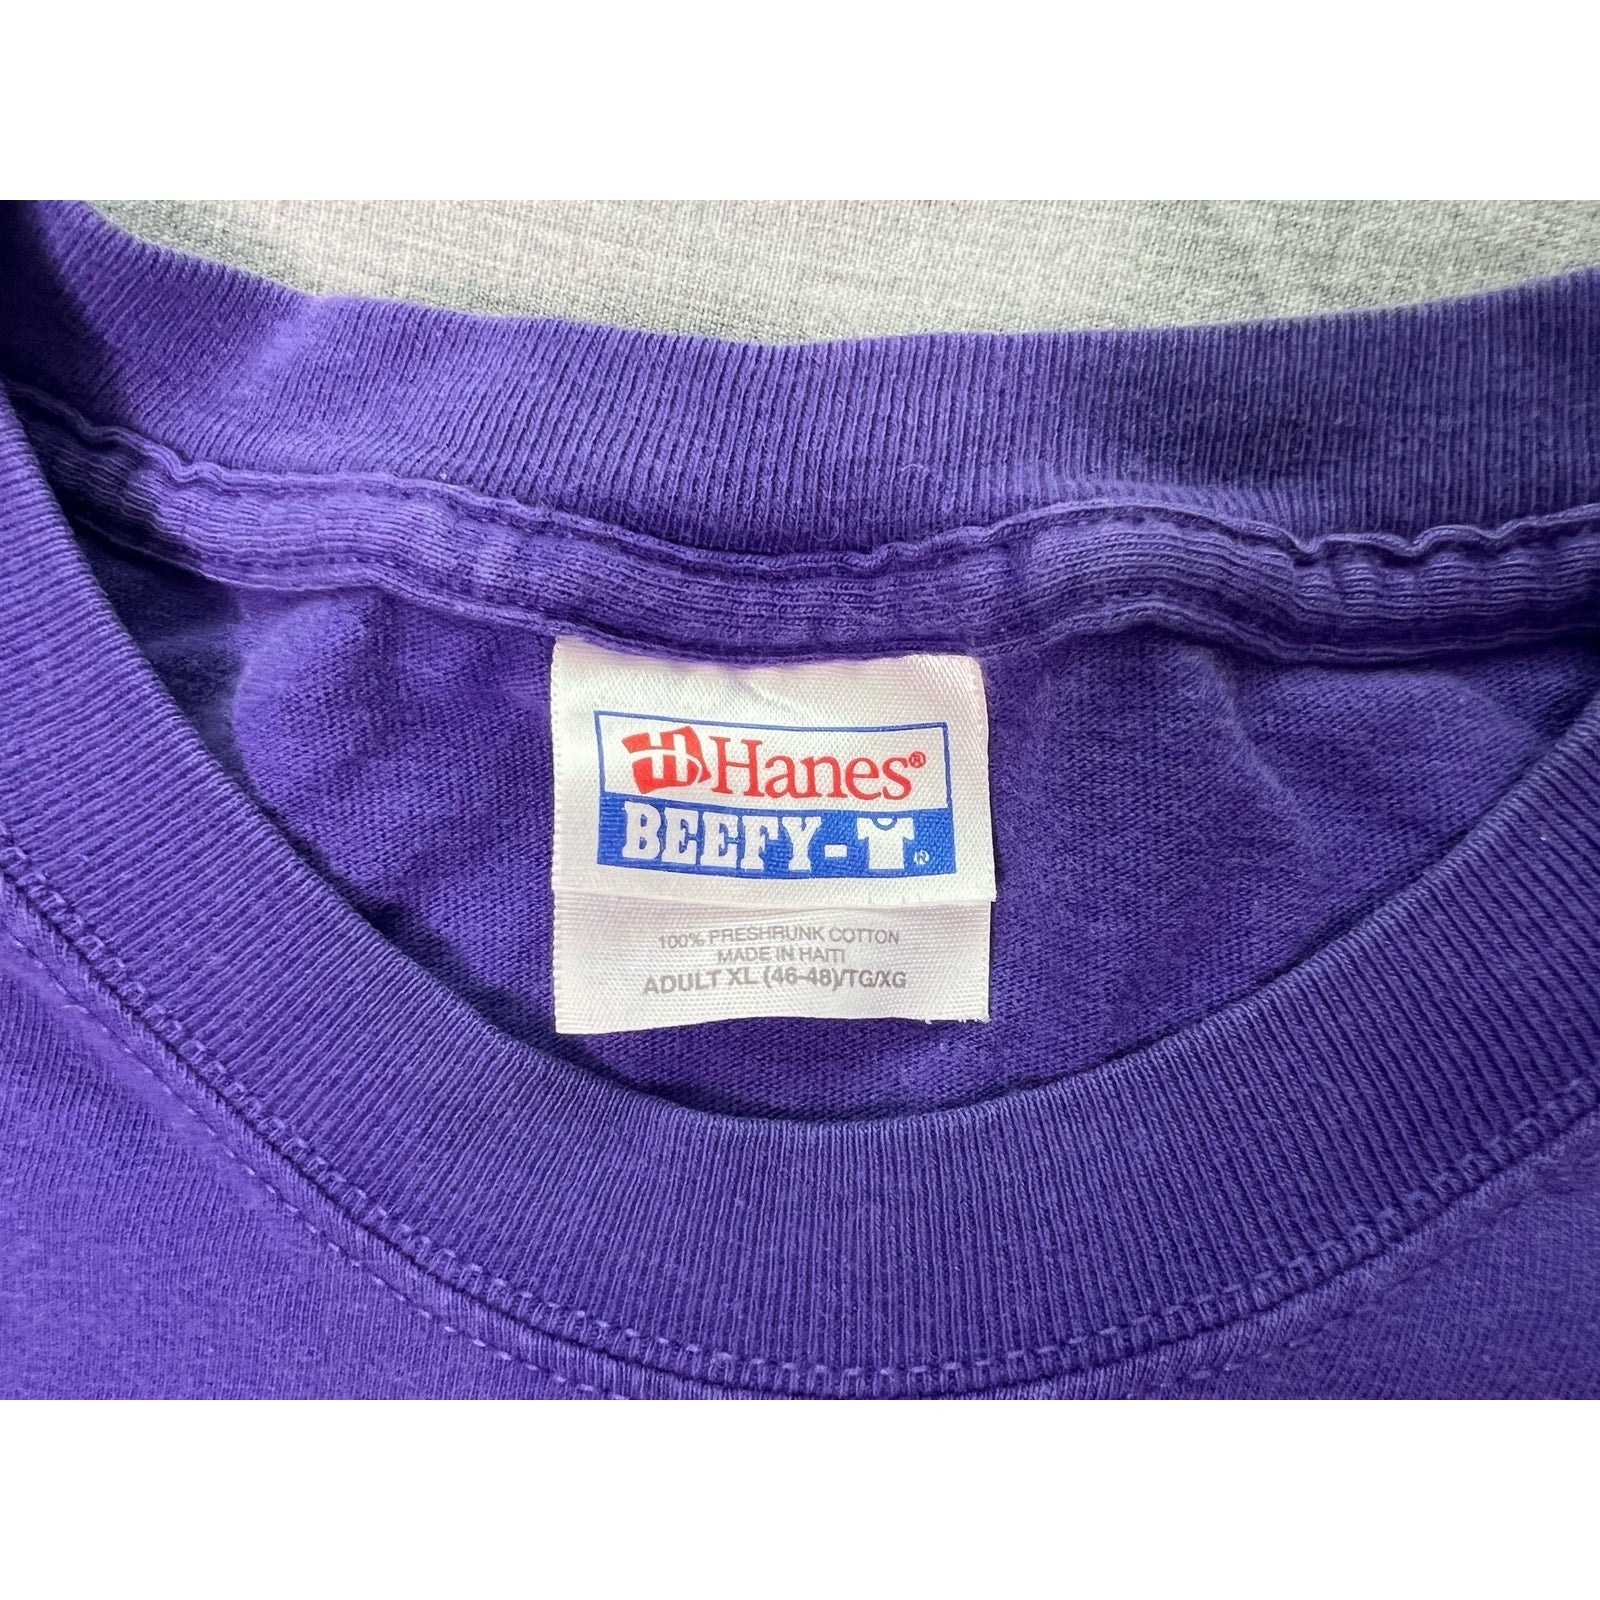 Hanes®
BEEFY-T®
100% PRESHRUNK COTTON
MADE IN HAITI
ADULT XL (46-48)/TG/XG